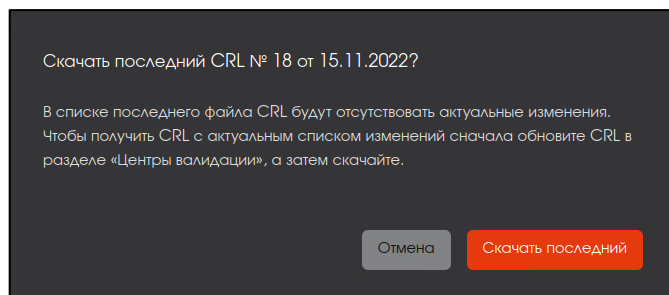 Скачать последний CRL № 18 от 15.11.2022?
В списке последнего файла CRL будут отсутствовать актуальные изменения.
Чтобы получить CRL с актуальным списком изменений сначала обновите CRL в
разделе «Центры валидации», а затем скачайте.
Отмена
Скачать последний